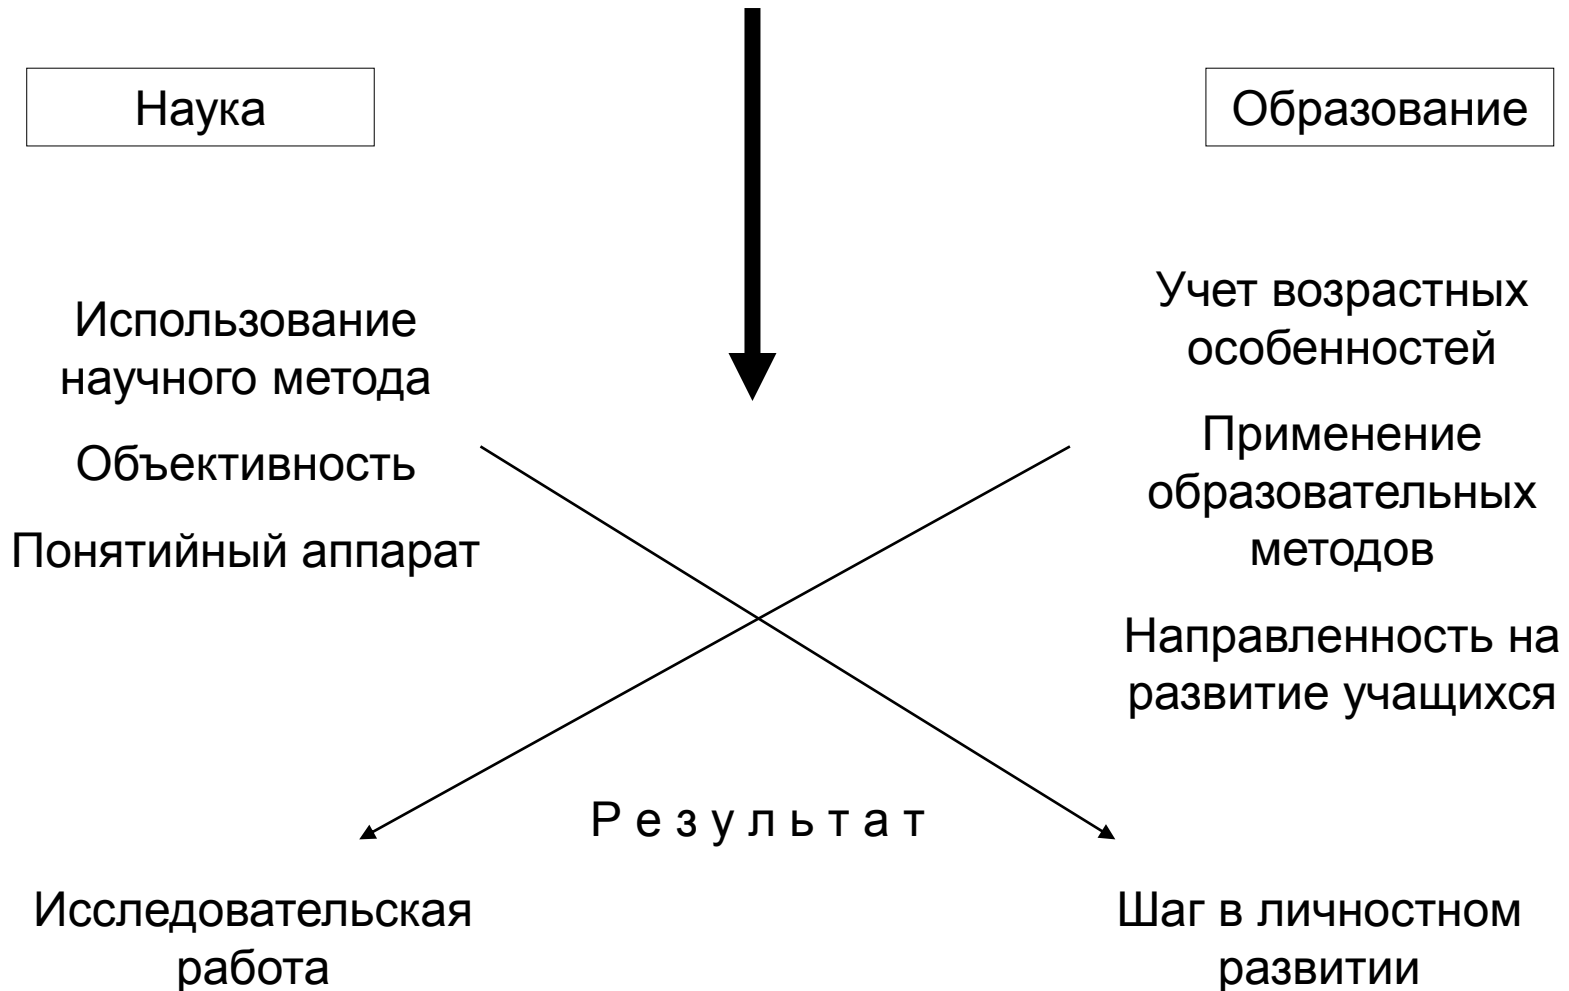 Наука
Образование
Использование
научного метода
Объективность
Понятийный аппарат
Учет возрастных
особенностей
Применение
образовательных
методов
Направленность на
развитие учащихся
Результат
Исследовательская
работа
Шаг в личностном
развитии